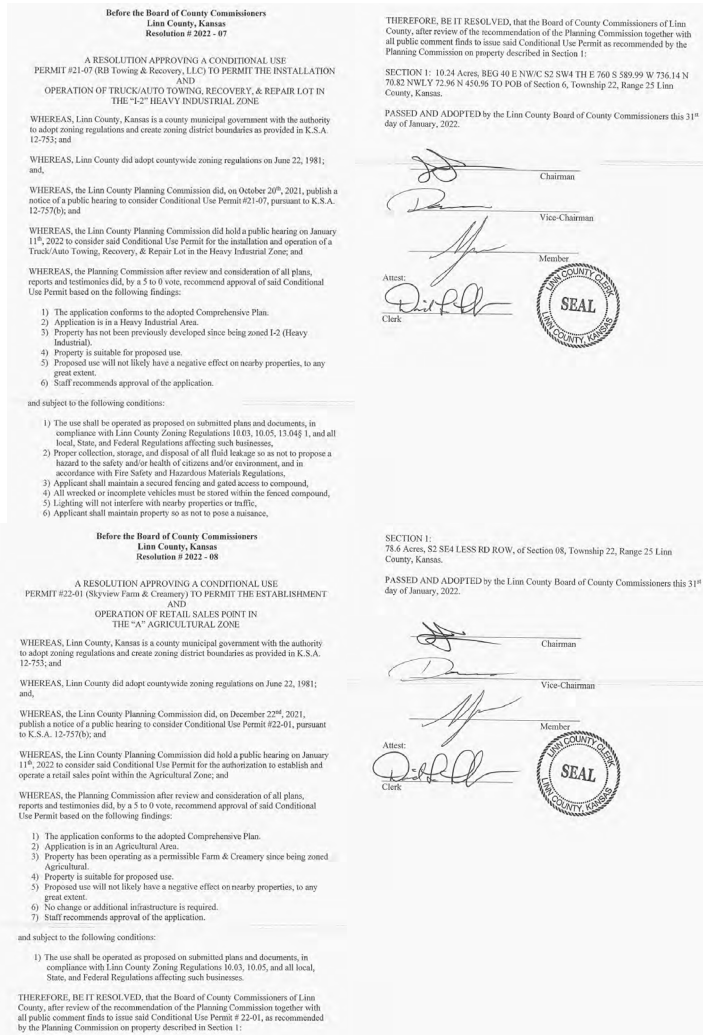 Before the Board of County Commissioners
Linn County, Kansas
Resolution # 2022 - 07
A RESOLUTION APPROVING A CONDITIONAL USE
PERMIT #21-07 (RB Towing & Recovery, LLC) TO PERMIT THE INSTALLATION
AND
OPERATION OF TRUCK/AUTO TOWING, RECOVERY, & REPAIR LOT IN
THE "I-2" HEAVY INDUSTRIAL ZONE
WHEREAS, Linn County, Kansas is a county municipal government with the authority
to adopt zoning regulations and create zoning district boundaries as provided in K.S.A.
12-753; and
WHEREAS, Linn County did adopt countywide zoning regulations on June 22, 1981;
and,
WHEREAS, the Linn County Planning Commission did, on October 20th, 2021, publish a
notice of a public hearing to consider Conditional Use Permit #21-07, pursuant to K.S.A.
12-757(b); and
WHEREAS, the Linn County Planning Commission did hold a public hearing on January
11th, 2022 to consider said Conditional Use Permit for the installation and operation of a
Truck/Auto Towing, Recovery, & Repair Lot in the Heavy Industrial Zone; and
WHEREAS, the Planning Commission after review and consideration of all plans,
reports and testimonies did, by a 5 to 0 vote, recommend approval of said Conditional
Use Permit based on the following findings:
1) The application conforms to the adopted Comprehensive Plan.
2) Application is in a Heavy Industrial Area.
3) Property has not been previously developed since being zoned I-2 (Heavy
Industrial).
4) Property is suitable for proposed use.
5) Proposed use will not likely have a negative effect on nearby properties, to any
great extent.
6) Staff recommends approval of the application.
and subject to the following conditions:
1) The use shall be operated as proposed on submitted plans and documents, in
compliance with Linn County Zoning Regulations 10.03, 10.05, 13.04§ 1, and all
local, State, and Federal Regulations affecting such businesses,
2) Proper collection, storage, and disposal of all fluid leakage so as not to propose a
hazard to the safety and/or health of citizens and/or environment, and in
accordance with Fire Safety and Hazardous Materials Regulations,
3) Applicant shall maintain a secured fencing and gated access to compound,
4) All wrecked or incomplete vehicles must be stored within the fenced compound,
5) Lighting will not interfere with nearby properties or traffic,
6) Applicant shall maintain property so as not to pose a nuisance,
THEREFORE, BE IT RESOLVED, that the Board of County Commissioners of Linn
County, after review of the recommendation of the Planning Commission together with
all public comment finds to issue said Conditional Use Permit as recommended by the
Planning Commission on property described in Section 1:
SECTION 1: 10.24 Acres, BEG 40 E NW/C S2 SW4 TH E 760 S 589.99 W 736.14 N
70.82 NWLY 72.96 N 450.96 TO POB of Section 6, Township 22, Range 25 Linn
County, Kansas.
PASSED AND ADOPTED by the Linn County Board of County Commissioners this 31st
day of January, 2022.
Chairman
Vice-Chairman
Member
Attest:
Clerk
LINN COUNTY CLERK
SEAL
LINN COUNTY, KANSAS
Before the Board of County Commissioners
Linn County, Kansas
Resolution # 2022 - 08
A RESOLUTION APPROVING A CONDITIONAL USE
PERMIT #22-01 (Skyview Farm & Creamery) TO PERMIT THE ESTABLISHMENT
AND
OPERATION OF RETAIL SALES POINT IN
THE "A" AGRICULTURAL ZONE
WHEREAS, Linn County, Kansas is a county municipal government with the authority
to adopt zoning regulations and create zoning district boundaries as provided in K.S.A.
12-753; and
WHEREAS, Linn County did adopt countywide zoning regulations on June 22, 1981;
and,
WHEREAS, the Linn County Planning Commission did, on December 22nd, 2021,
publish a notice of a public hearing to consider Conditional Use Permit #22-01, pursuant
to K.S.A. 12-757(b); and
WHEREAS, the Linn County Planning Commission did hold a public hearing on January
11th, 2022 to consider said Conditional Use Permit for the authorization to establish and
operate a retail sales point within the Agricultural Zone; and
WHEREAS, the Planning Commission after review and consideration of all plans,
reports and testimonies did, by a 5 to 0 vote, recommend approval of said Conditional
Use Permit based on the following findings:
1) The application conforms to the adopted Comprehensive Plan.
2) Application is in an Agricultural Area.
3) Property has been operating as a permissible Farm & Creamery since being zoned
Agricultural.
4) Property is suitable for proposed use.
5) Proposed use will not likely have a negative effect on nearby properties, to any
great extent.
6) No change or additional infrastructure is required.
7) Staff recommends approval of the application.
and subject to the following conditions:
1) The use shall be operated as proposed on submitted plans and documents, in
compliance with Linn County Zoning Regulations 10.03, 10.05, and all local,
State, and Federal Regulations affecting such businesses.
THEREFORE, BE IT RESOLVED, that the Board of County Commissioners of Linn
County, after review of the recommendation of the Planning Commission together with
all public comment finds to issue said Conditional Use Permit # 22-01, as recommended
by the Planning Commission on property described in Section 1:
SECTION 1:
78.6 Acres, S2 SE4 LESS RD ROW, of Section 08, Township 22, Range 25 Linn
County, Kansas.
PASSED AND ADOPTED by the Linn County Board of County Commissioners this 31st
day of January, 2022.
Chairman
Vice-Chairman
Member
Attest:
Clerk
LINN COUNTY CLERK
SEAL
LINN COUNTY, KANSAS